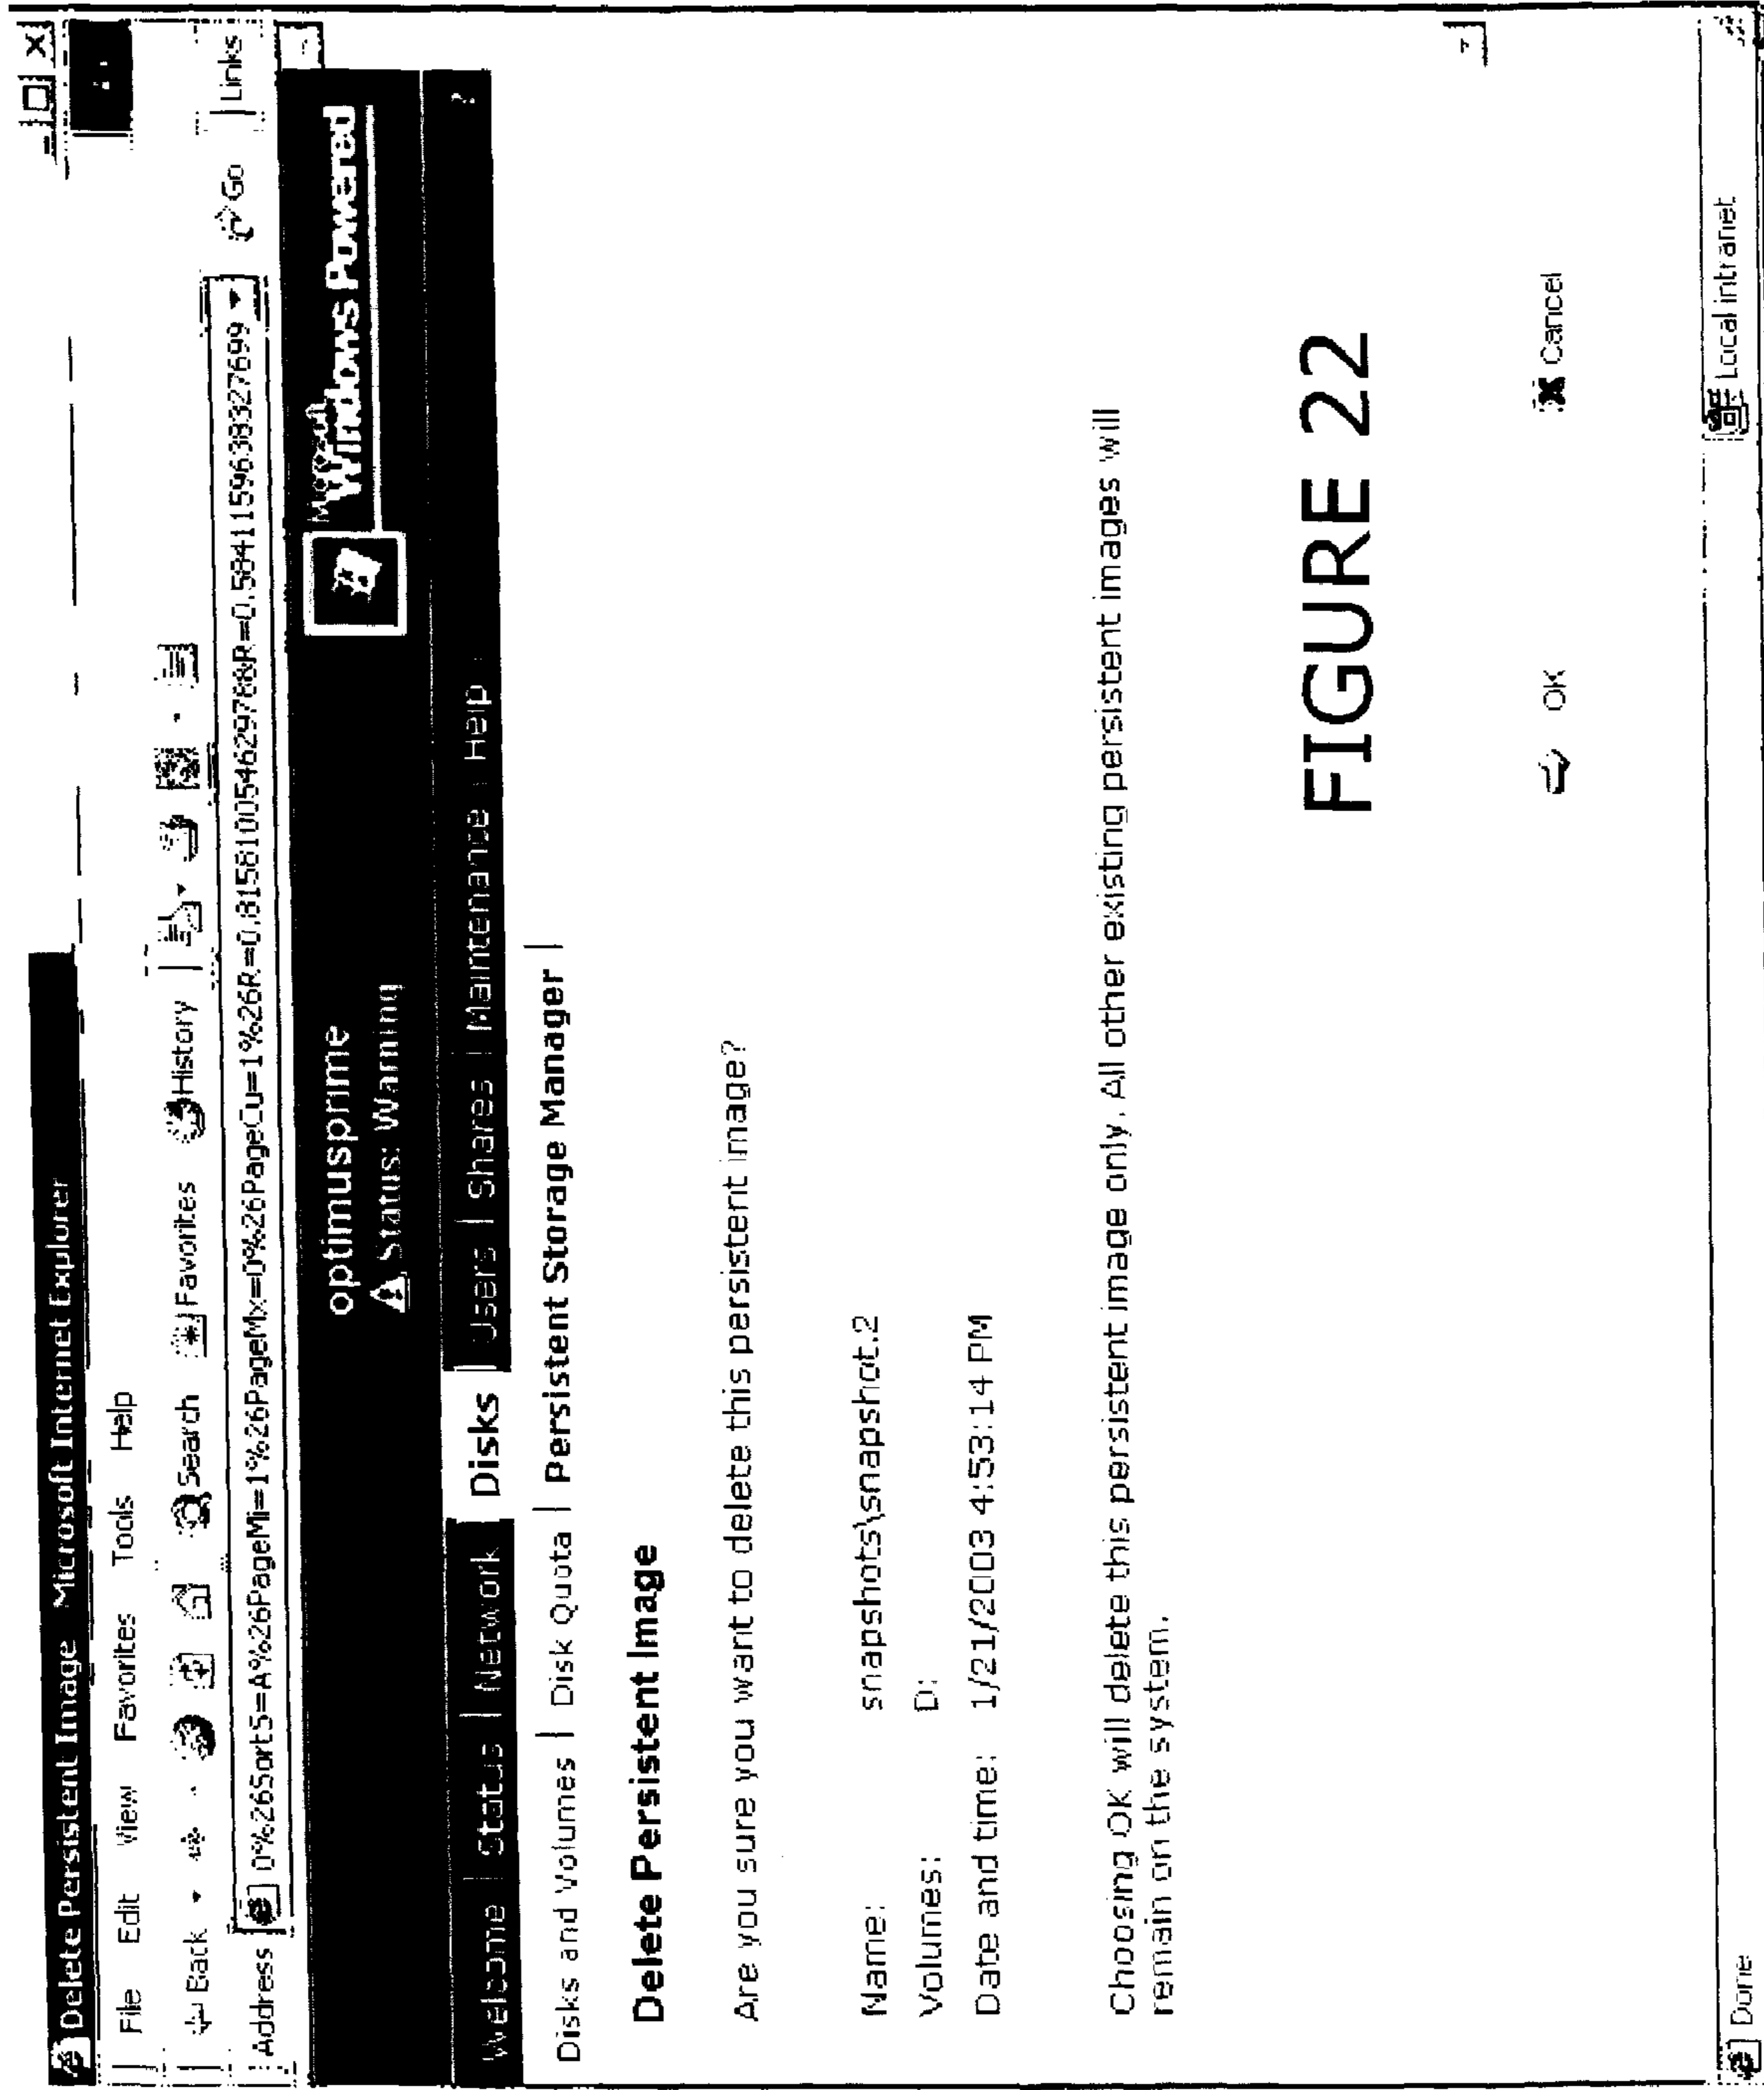 Delete Persistent Image Microsoft Internet Explorer
File Edit View Favorites Tools Help
Back Search Favorites History
Address 0%26SortS=A%26PageMi=1%26PageMx=0%26PageCu=1%26R=0.815810054629788&R=0.5841159638327699 Go Links
optimusprime
Status: Warning
Microsoft
Windows Powered
Welcome | Status | Network | Disks | Users | Shares | Maintenance | Help ?
Disks and Volumes | Disk Quota | Persistent Storage Manager |
Delete Persistent Image
Are you sure you want to delete this persistent image?
Name: snapshots\snapshot.2
Volumes: D:
Date and time: 1/21/2003 4:53:14 PM
Choosing OK will delete this persistent image only. All other existing persistent images will
remain on the system.
FIGURE 22
OK Cancel
Done Local intranet